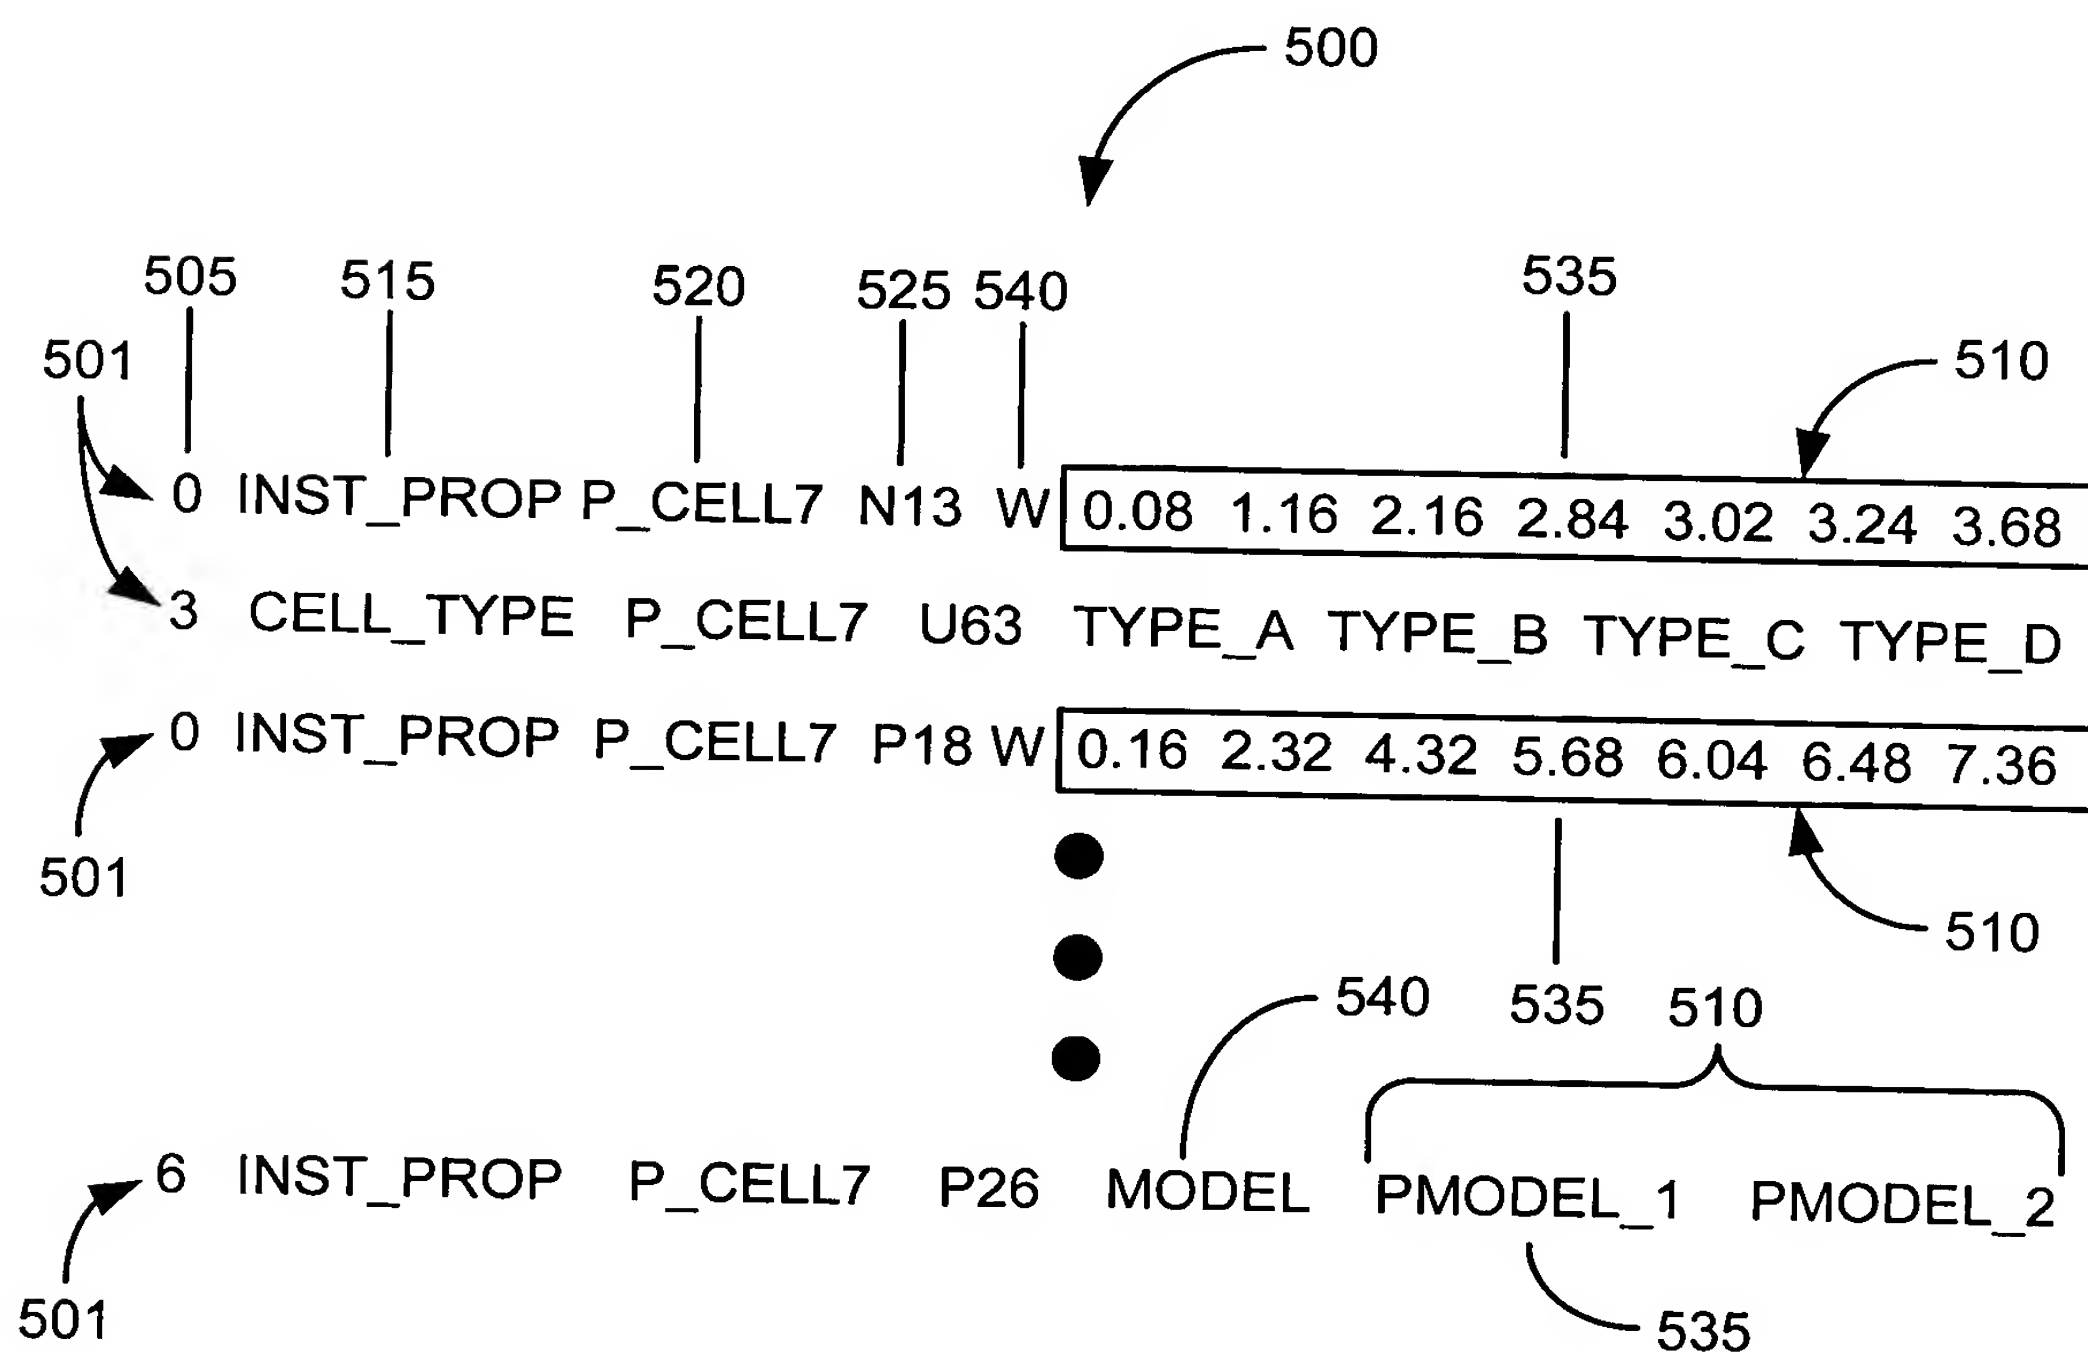 500
505 515 520 525 540 535
501 510
0 INST_PROP P_CELL7 N13 W 0.08 1.16 2.16 2.84 3.02 3.24 3.68
3 CELL_TYPE P_CELL7 U63 TYPE_A TYPE_B TYPE_C TYPE_D
0 INST_PROP P_CELL7 P18 W 0.16 2.32 4.32 5.68 6.04 6.48 7.36
501 510
540 535 510
6 INST_PROP P_CELL7 P26 MODEL PMODEL_1 PMODEL_2
501 535